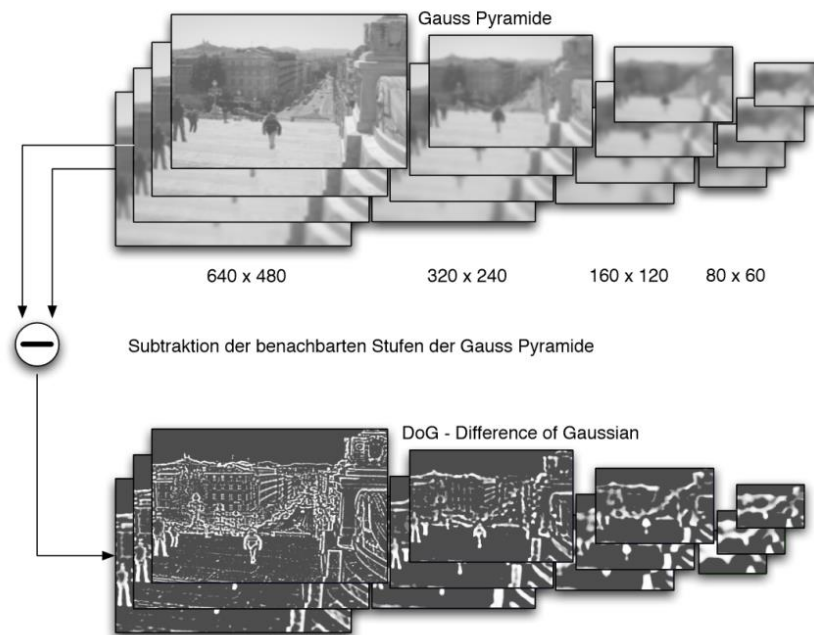 Gauss Pyramide
640 x 480
320 x 240
160 x 120
80 x 60
Subtraktion der benachbarten Stufen der Gauss Pyramide
DoG - Difference of Gaussian